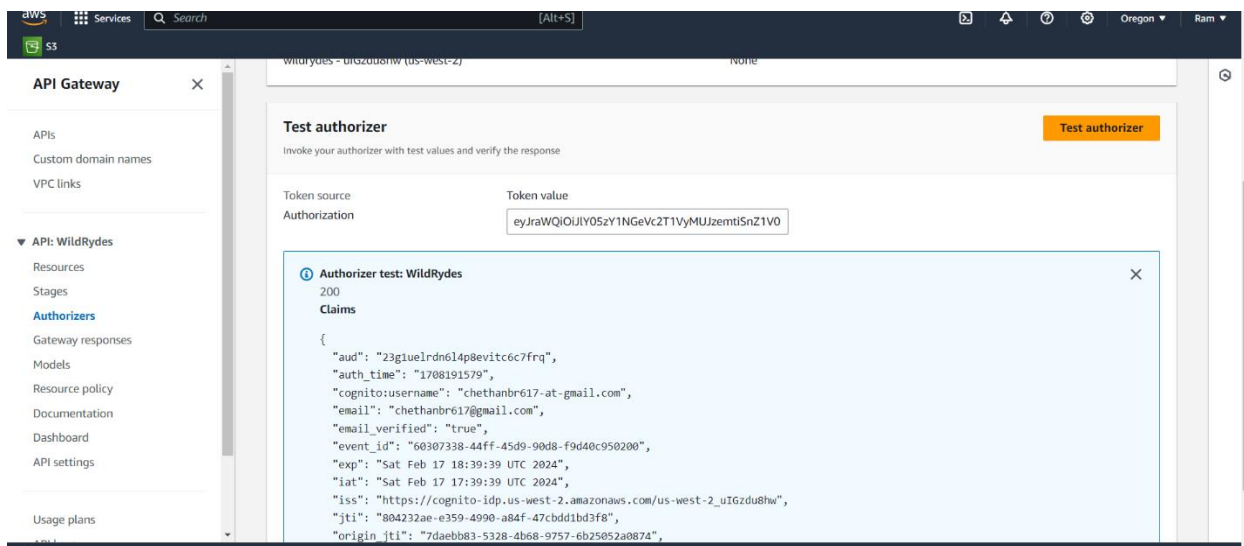 aws
Services
Search
[Alt+S]
Oregon
Ram
S3
API Gateway
APIs
Custom domain names
VPC links
API: WildRydes
Resources
Stages
Authorizers
Gateway responses
Models
Resource policy
Documentation
Dashboard
API settings
Usage plans
wildrydes - uIGzdu8hw (us-west-2)
None
Test authorizer
Test authorizer
Invoke your authorizer with test values and verify the response
Token source
Authorization
Token value
eyJraWQiOiJlY05zY1NGeVc2T1VyMUJzemtiSnZ1V0
Authorizer test: WildRydes
200
Claims
{
"aud": "23g1uelrdn6l4p8evitc6c7frq",
"auth_time": "1708191579",
"cognito:username": "chethanbr617-at-gmail.com",
"email": "chethanbr617@gmail.com",
"email_verified": "true",
"event_id": "60307338-44ff-45d9-90d8-f9d40c950200",
"exp": "Sat Feb 17 18:39:39 UTC 2024",
"iat": "Sat Feb 17 17:39:39 UTC 2024",
"iss": "https://cognito-idp.us-west-2.amazonaws.com/us-west-2_uIGzdu8hw",
"jti": "804232ae-e359-4990-a84f-47cbdd1bd3f8",
"origin_jti": "7daebb83-5328-4b68-9757-6b25052a0874",